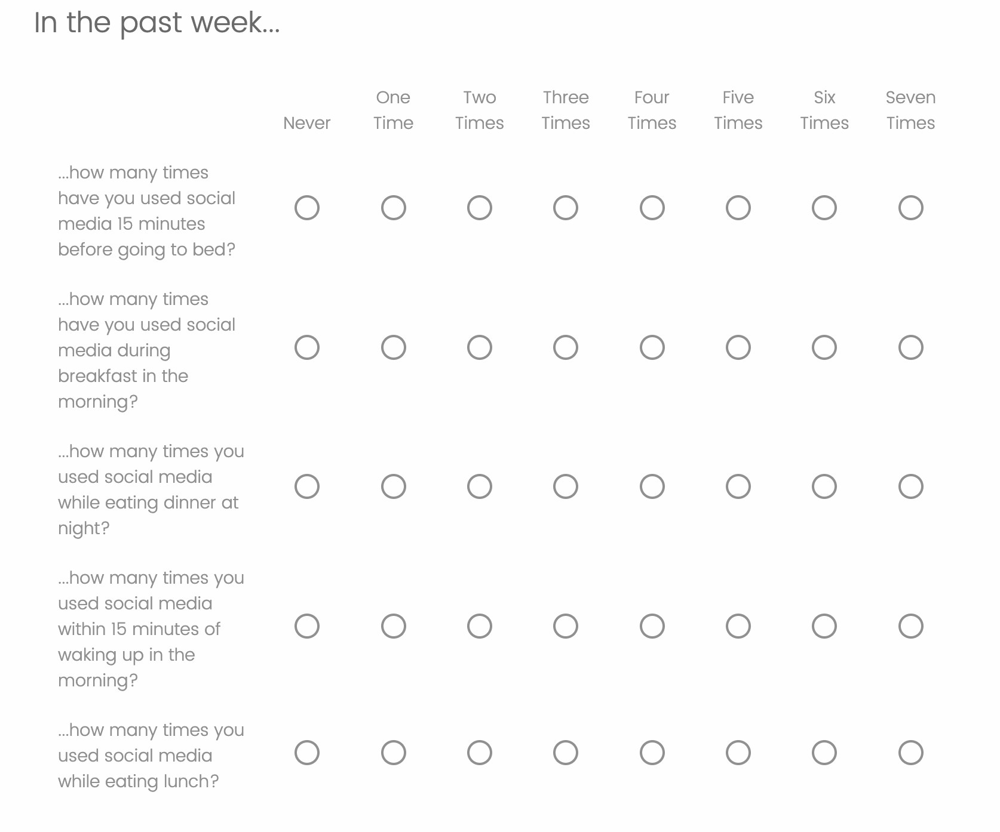 In the past week...
Never
One Time
Two Times
Three Times
Four Times
Five Times
Six Times
Seven Times
...how many times
have you used social
media 15 minutes
before going to bed?
...how many times
have you used social
media during
breakfast in the
morning?
...how many times you
used social media
while eating dinner at
night?
...how many times you
used social media
within 15 minutes of
waking up in the
morning?
...how many times you
used social media
while eating lunch?